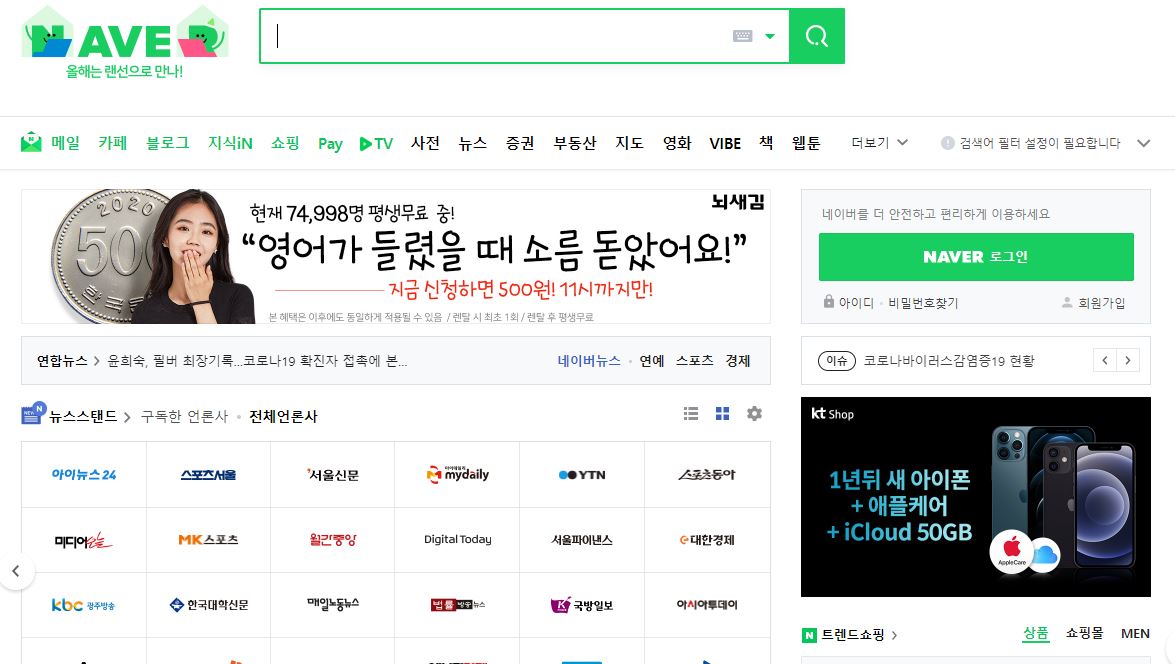 NAVER
올해는 랜선으로 만나!
메일 카페 블로그 지식iN 쇼핑 Pay TV 사전 뉴스 증권 부동산 지도 영화 VIBE 책 웹툰 더보기 검색어 필터 설정이 필요합니다
뇌새김
2020
500
현재 74,998명 평생무료 중!
“영어가 들렸을 때 소름 돋았어요!”
지금 신청하면 500원! 11시까지만!
본 혜택은 이후에도 동일하게 적용될 수 있음 / 렌탈 시 최초 1회 / 렌탈 후 평생무료
네이버를 더 안전하고 편리하게 이용하세요
NAVER 로그인
아이디 · 비밀번호찾기 회원가입
연합뉴스 > 윤희숙, 필버 최장기록...코로나19 확진자 접촉에 본...
네이버뉴스 · 연예 스포츠 경제
이슈 코로나바이러스감염증19 현황
뉴스스탠드 > 구독한 언론사 · 전체언론사
아이뉴스24 스포츠서울 서울신문 마이데일리 mydaily YTN 스포츠동아
미디어오늘 MK스포츠 월간중앙 Digital Today 서울파이낸스 e대한경제
kbc 광주방송 한국대학신문 매일노동뉴스 법률방송뉴스 국방일보 아시아투데이
kt Shop
1년뒤 새 아이폰
+ 애플케어
+ iCloud 50GB
AppleCare
트렌드쇼핑 > 상품 쇼핑몰 MEN